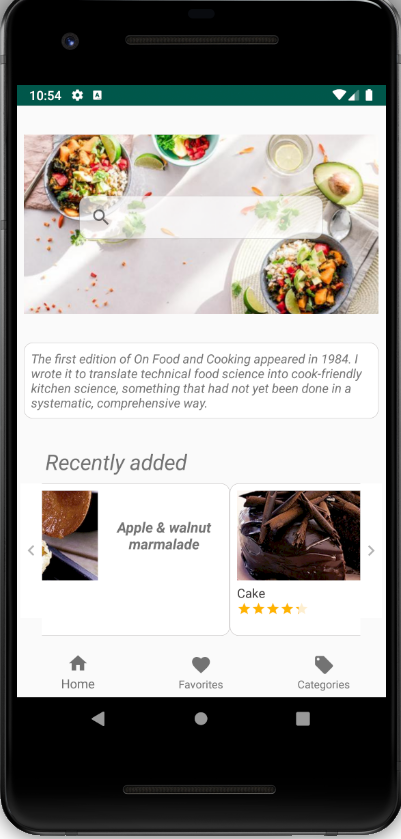 10:54
The first edition of On Food and Cooking appeared in 1984. I
wrote it to translate technical food science into cook-friendly
kitchen science, something that had not yet been done in a
systematic, comprehensive way.
Recently added
Apple & walnut
marmalade
Cake
Home
Favorites
Categories